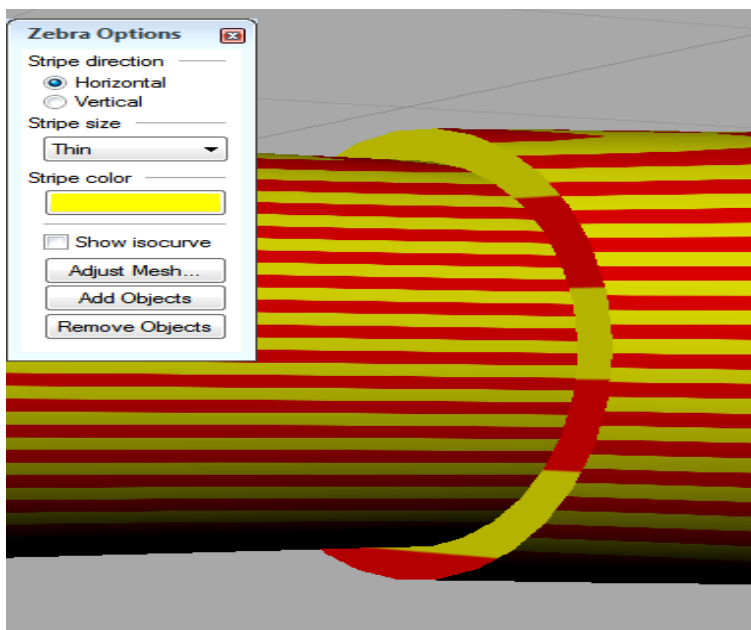 Zebra Options
Stripe direction
Horizontal
Vertical
Stripe size
Thin
Stripe color
Show isocurve
Adjust Mesh...
Add Objects
Remove Objects